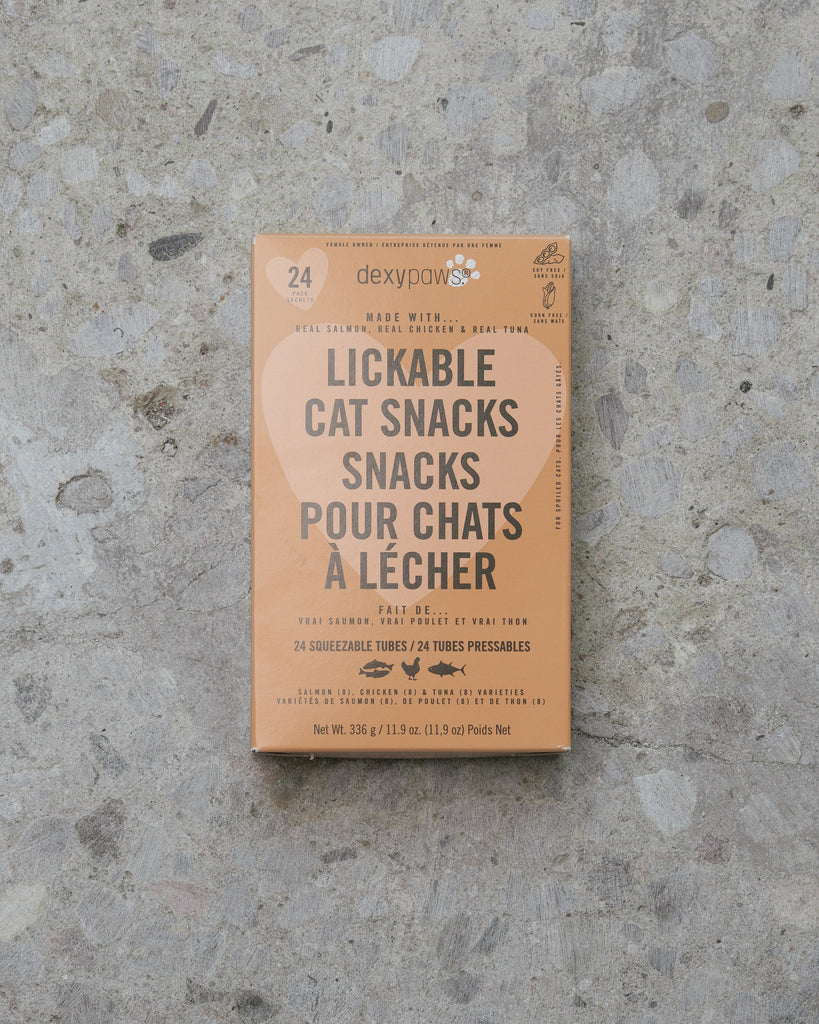 FEMALE OWNED / ENTREPRISE DÉTENUE PAR UNE FEMME
24
PACK
SACHETS
dexypaws®
SOY FREE /
SANS SOJA
CORN FREE /
SANS MAÏS
MADE WITH...
REAL SALMON, REAL CHICKEN & REAL TUNA
LICKABLE
CAT SNACKS
SNACKS
POUR CHATS
À LÉCHER
FOR SPOILED CATS. POUR LES CHATS GÂTÉS.
FAIT DE...
VRAI SAUMON, VRAI POULET ET VRAI THON
24 SQUEEZABLE TUBES / 24 TUBES PRESSABLES
SALMON (8), CHICKEN (8) & TUNA (8) VARIETIES
VARIÉTÉS DE SAUMON (8), DE POULET (8) ET DE THON (8)
Net Wt. 336 g / 11.9 oz. (11,9 oz) Poids Net